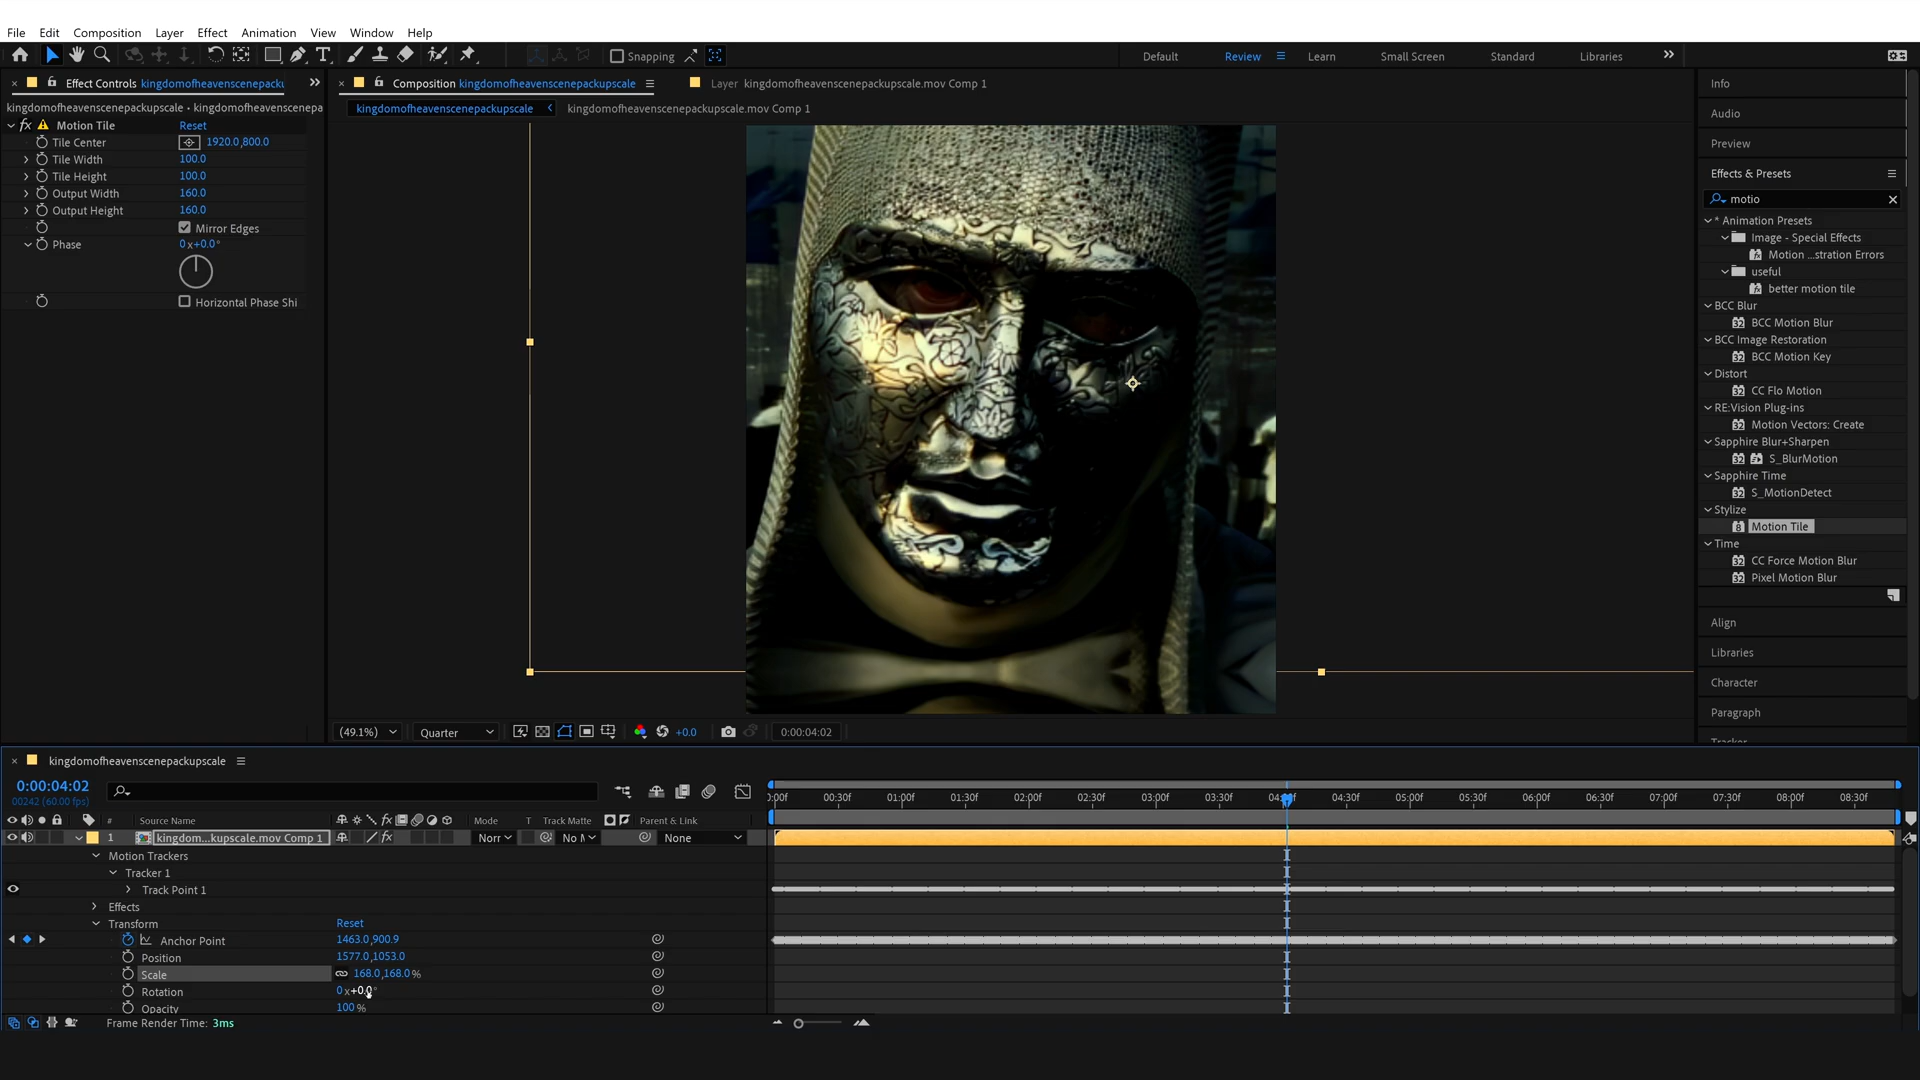 File Edit Composition Layer Effect Animation View Window Help
Snapping Default Review Learn Small Screen Standard Libraries
Effect Controls kingdomofheavenscenepacku
Composition kingdomofheavenscenepackupscale
Layer kingdomofheavenscenepackupscale.mov Comp 1
kingdomofheavenscenepackupscale • kingdomofheavenscenepa
kingdomofheavenscenepackupscale kingdomofheavenscenepackupscale.mov Comp 1
fx Motion Tile Reset
Tile Center 1920.0,800.0
Tile Width 100.0
Tile Height 100.0
Output Width 160.0
Output Height 160.0
Mirror Edges
Phase 0x+0.0°
Horizontal Phase Shi
Info
Audio
Preview
Effects & Presets
motio
* Animation Presets
Image - Special Effects
Motion ...stration Errors
useful
better motion tile
BCC Blur
BCC Motion Blur
BCC Image Restoration
BCC Motion Key
Distort
CC Flo Motion
RE:Vision Plug-ins
Motion Vectors: Create
Sapphire Blur+Sharpen
S_BlurMotion
Sapphire Time
S_MotionDetect
Stylize
Motion Tile
Time
CC Force Motion Blur
Pixel Motion Blur
Align
Libraries
Character
Paragraph
(49.1%) Quarter +0.0 0:00:04:02
kingdomofheavenscenepackupscale
0:00:04:02
00242 (60.00 fps)
:00f 00:30f 01:00f 01:30f 02:00f 02:30f 03:00f 03:30f 04:30f 05:00f 05:30f 06:00f 06:30f 07:00f 07:30f 08:00f 08:30f
# Source Name Mode T Track Matte Parent & Link
1 kingdom...kupscale.mov Comp 1 fx Norr No M None
Motion Trackers
Tracker 1
Track Point 1
Effects
Transform Reset
Anchor Point 1463.0,900.9
Position 1577.0,1053.0
Scale 168.0,168.0%
Rotation 0x+0.0°
Opacity 100%
Frame Render Time: 3ms